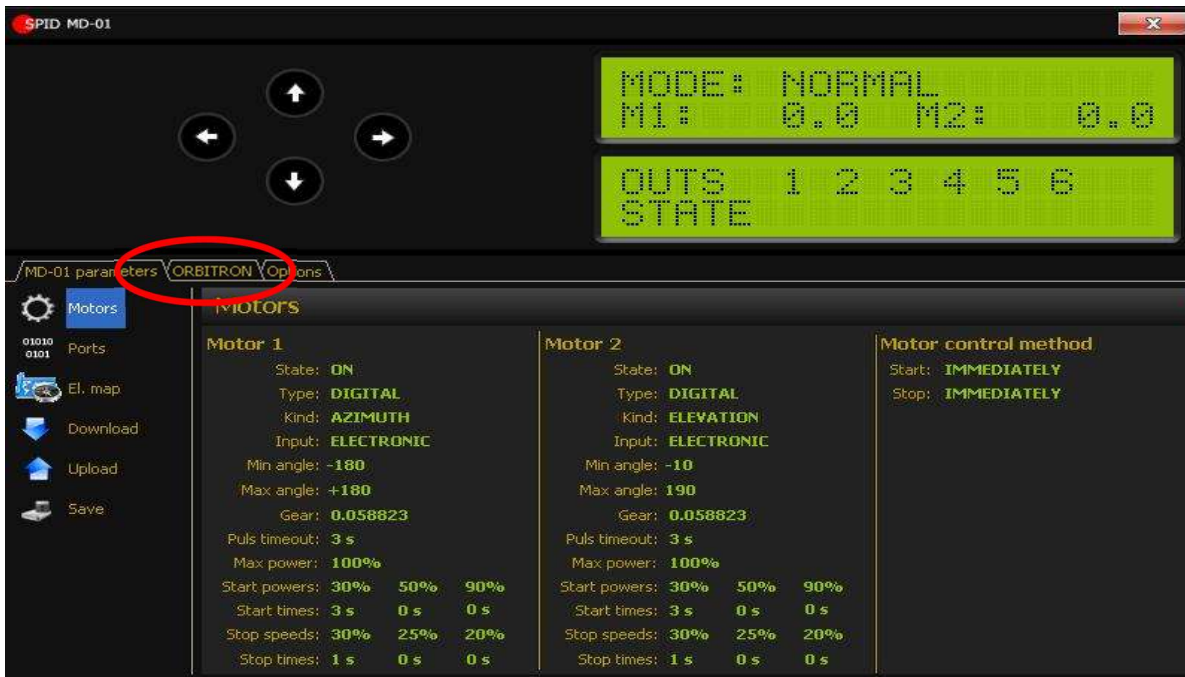 SPID MD-01
MODE: NORMAL
M1: 0.0 M2: 0.0
OUTS 1 2 3 4 5 6
STATE
MD-01 parameters ORBITRON Options
Motors
Ports
El. map
Download
Upload
Save
Motors
Motor 1
State: ON
Type: DIGITAL
Kind: AZIMUTH
Input: ELECTRONIC
Min angle: -180
Max angle: +180
Gear: 0.058823
Puls timeout: 3 s
Max power: 100%
Start powers: 30% 50% 90%
Start times: 3 s 0 s 0 s
Stop speeds: 30% 25% 20%
Stop times: 1 s 0 s 0 s
Motor 2
State: ON
Type: DIGITAL
Kind: ELEVATION
Input: ELECTRONIC
Min angle: -10
Max angle: 190
Gear: 0.058823
Puls timeout: 3 s
Max power: 100%
Start powers: 30% 50% 90%
Start times: 3 s 0 s 0 s
Stop speeds: 30% 25% 20%
Stop times: 1 s 0 s 0 s
Motor control method
Start: IMMEDIATELY
Stop: IMMEDIATELY
01010
0101